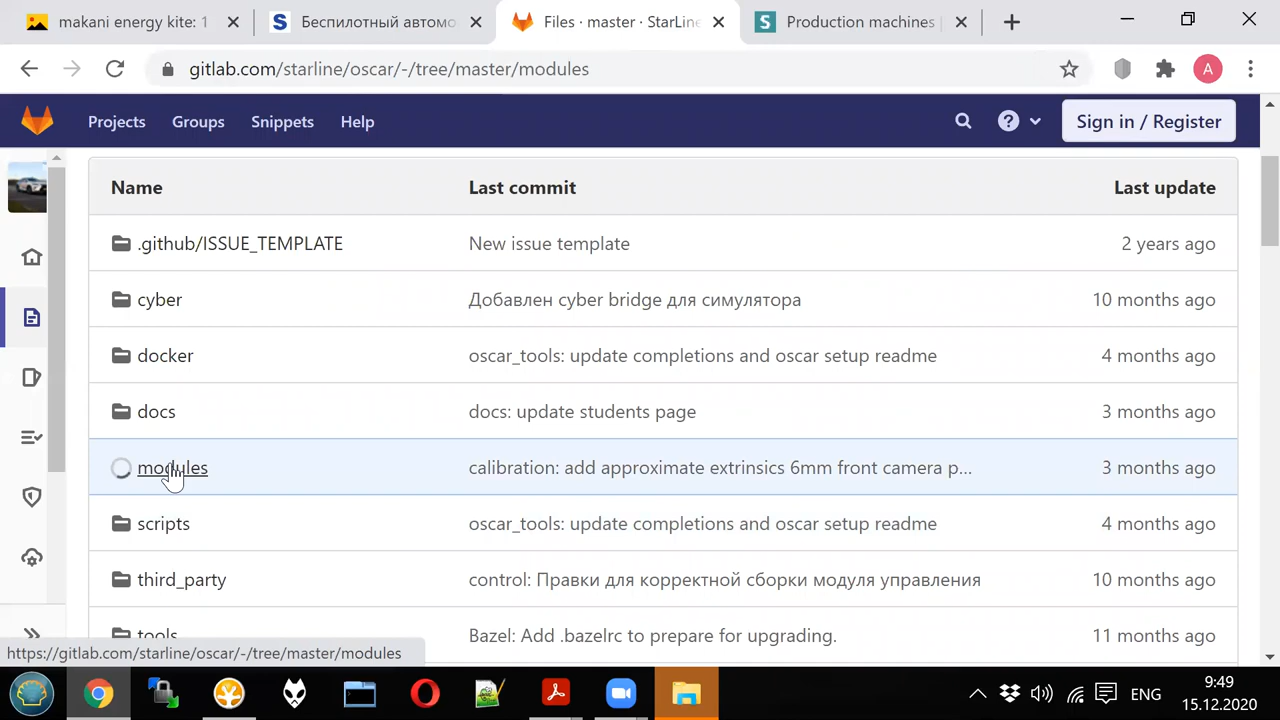 makani energy kite: 1
Беспилотный автомо
Files · master · StarLine
Production machines |
gitlab.com/starline/oscar/-/tree/master/modules
A
Projects
Groups
Snippets
Help
Sign in / Register
Name
Last commit
Last update
.github/ISSUE_TEMPLATE
New issue template
2 years ago
cyber
Добавлен cyber bridge для симулятора
10 months ago
docker
oscar_tools: update completions and oscar setup readme
4 months ago
docs
docs: update students page
3 months ago
modules
calibration: add approximate extrinsics 6mm front camera p...
3 months ago
scripts
oscar_tools: update completions and oscar setup readme
4 months ago
third_party
control: Правки для корректной сборки модуля управления
10 months ago
tools
Bazel: Add .bazelrc to prepare for upgrading.
11 months ago
https://gitlab.com/starline/oscar/-/tree/master/modules
ENG
9:49
15.12.2020